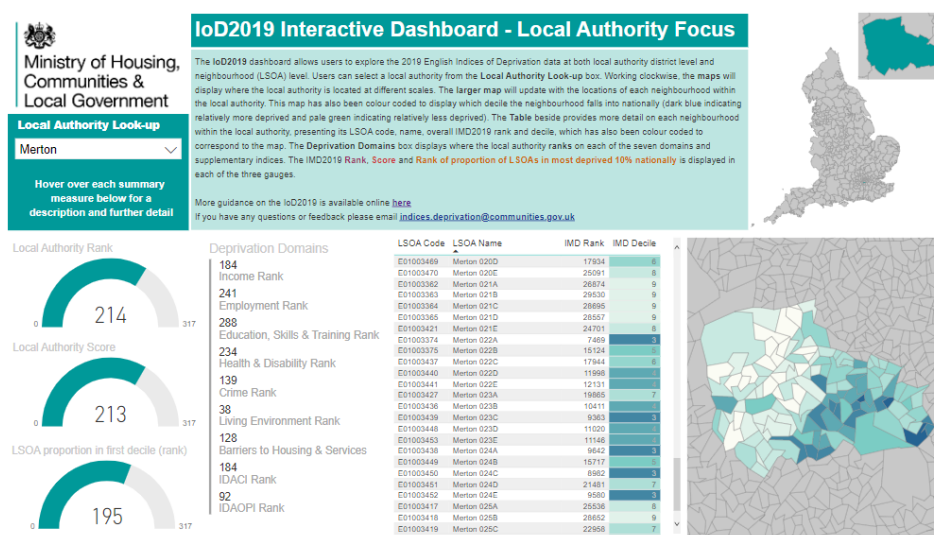 IoD2019 Interactive Dashboard - Local Authority Focus
Ministry of Housing,
Communities &
Local Government
The IoD2019 dashboard allows users to explore the 2019 English Indices of Deprivation data at both local authority district level and
neighbourhood (LSOA) level. Users can select a local authority from the Local Authority Look-up box. Working clockwise, the maps will
display where the local authority is located at different scales. The larger map will update with the locations of each neighbourhood within
the local authority. This map has also been colour coded to display which decile the neighbourhood falls into nationally (dark blue indicating
relatively more deprived and pale green indicating relatively less deprived). The Table beside provides more detail on each neighbourhood
within the local authority, presenting its LSOA code, name, overall IMD2019 rank and decile, which has also been colour coded to
correspond to the map. The Deprivation Domains box displays where the local authority ranks on each of the seven domains and
supplementary indices. The IMD2019 Rank, Score and Rank of proportion of LSOAs in most deprived 10% nationally is displayed in
each of the three gauges.
More guidance on the IoD2019 is available online here
If you have any questions or feedback please email indices.deprivation@communities.gov.uk
Local Authority Look-up
Merton
Hover over each summary
measure below for a
description and further detail
Local Authority Rank
214
0 317
Local Authority Score
213
0 317
LSOA proportion in first decile (rank)
195
0 317
Deprivation Domains
184
Income Rank
241
Employment Rank
288
Education, Skills & Training Rank
234
Health & Disability Rank
139
Crime Rank
38
Living Environment Rank
128
Barriers to Housing & Services
184
IDACI Rank
92
IDAOPI Rank
LSOA Code LSOA Name IMD Rank IMD Decile
E01003469 Merton 020D 17934 6
E01003470 Merton 020E 25091 8
E01003362 Merton 021A 26874 9
E01003363 Merton 021B 29530 9
E01003364 Merton 021C 28695 9
E01003365 Merton 021D 26557 9
E01003421 Merton 021E 24701 8
E01003374 Merton 022A 7469 3
E01003375 Merton 022B 15124 5
E01003437 Merton 022C 17944 6
E01003440 Merton 022D 11998 4
E01003441 Merton 022E 12131 4
E01003427 Merton 023A 19865 7
E01003436 Merton 023B 10411 4
E01003439 Merton 023C 9363 3
E01003448 Merton 023D 11020 4
E01003453 Merton 023E 11146 4
E01003438 Merton 024A 9642 3
E01003449 Merton 024B 15717 5
E01003450 Merton 024C 8982 3
E01003451 Merton 024D 21481 7
E01003452 Merton 024E 9580 3
E01003417 Merton 025A 25536 8
E01003418 Merton 025B 28652 9
E01003419 Merton 025C 22958 7